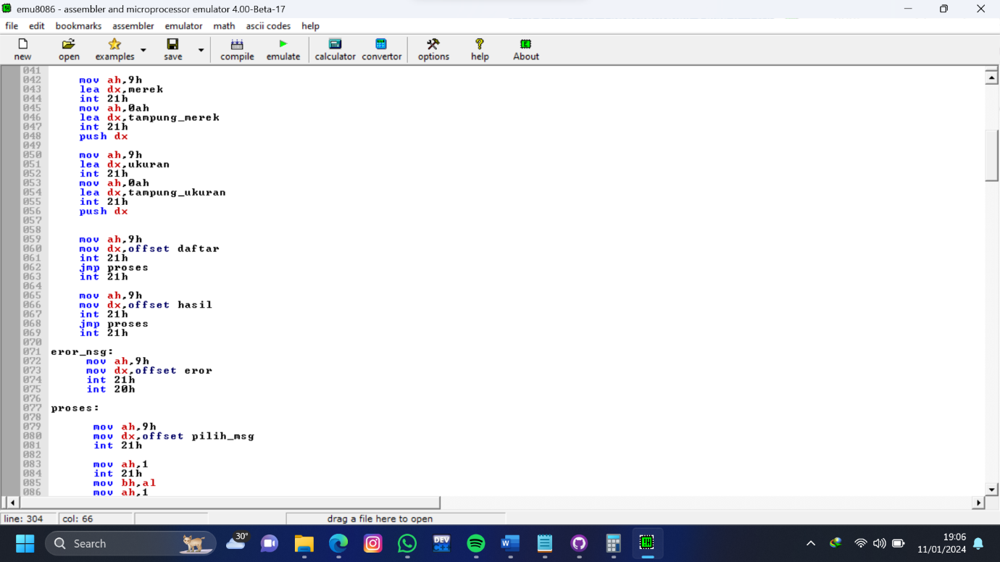 emu8086 - assembler and microprocessor emulator 4.00-Beta-17
file edit bookmarks assembler emulator math ascii codes help
new open examples save compile emulate calculator convertor options help About
041
042 mov ah,9h
043 lea dx,merek
044 int 21h
045 mov ah,0ah
046 lea dx,tampung_merek
047 int 21h
048 push dx
049
050 mov ah,9h
051 lea dx,ukuran
052 int 21h
053 mov ah,0ah
054 lea dx,tampung_ukuran
055 int 21h
056 push dx
057
058
059 mov ah,9h
060 mov dx,offset daftar
061 int 21h
062 jmp proses
063 int 21h
064
065 mov ah,9h
066 mov dx,offset hasil
067 int 21h
068 jmp proses
069 int 21h
070
071 eror_nsg:
072 mov ah,9h
073 mov dx,offset eror
074 int 21h
075 int 20h
076
077 proses:
078
079 mov ah,9h
080 mov dx,offset pilih_msg
081 int 21h
082
083 mov ah,1
084 int 21h
085 mov bh,al
086 mov ah,1
line: 304 col: 66 drag a file here to open
Search 30° DEV C++ 19:06
11/01/2024